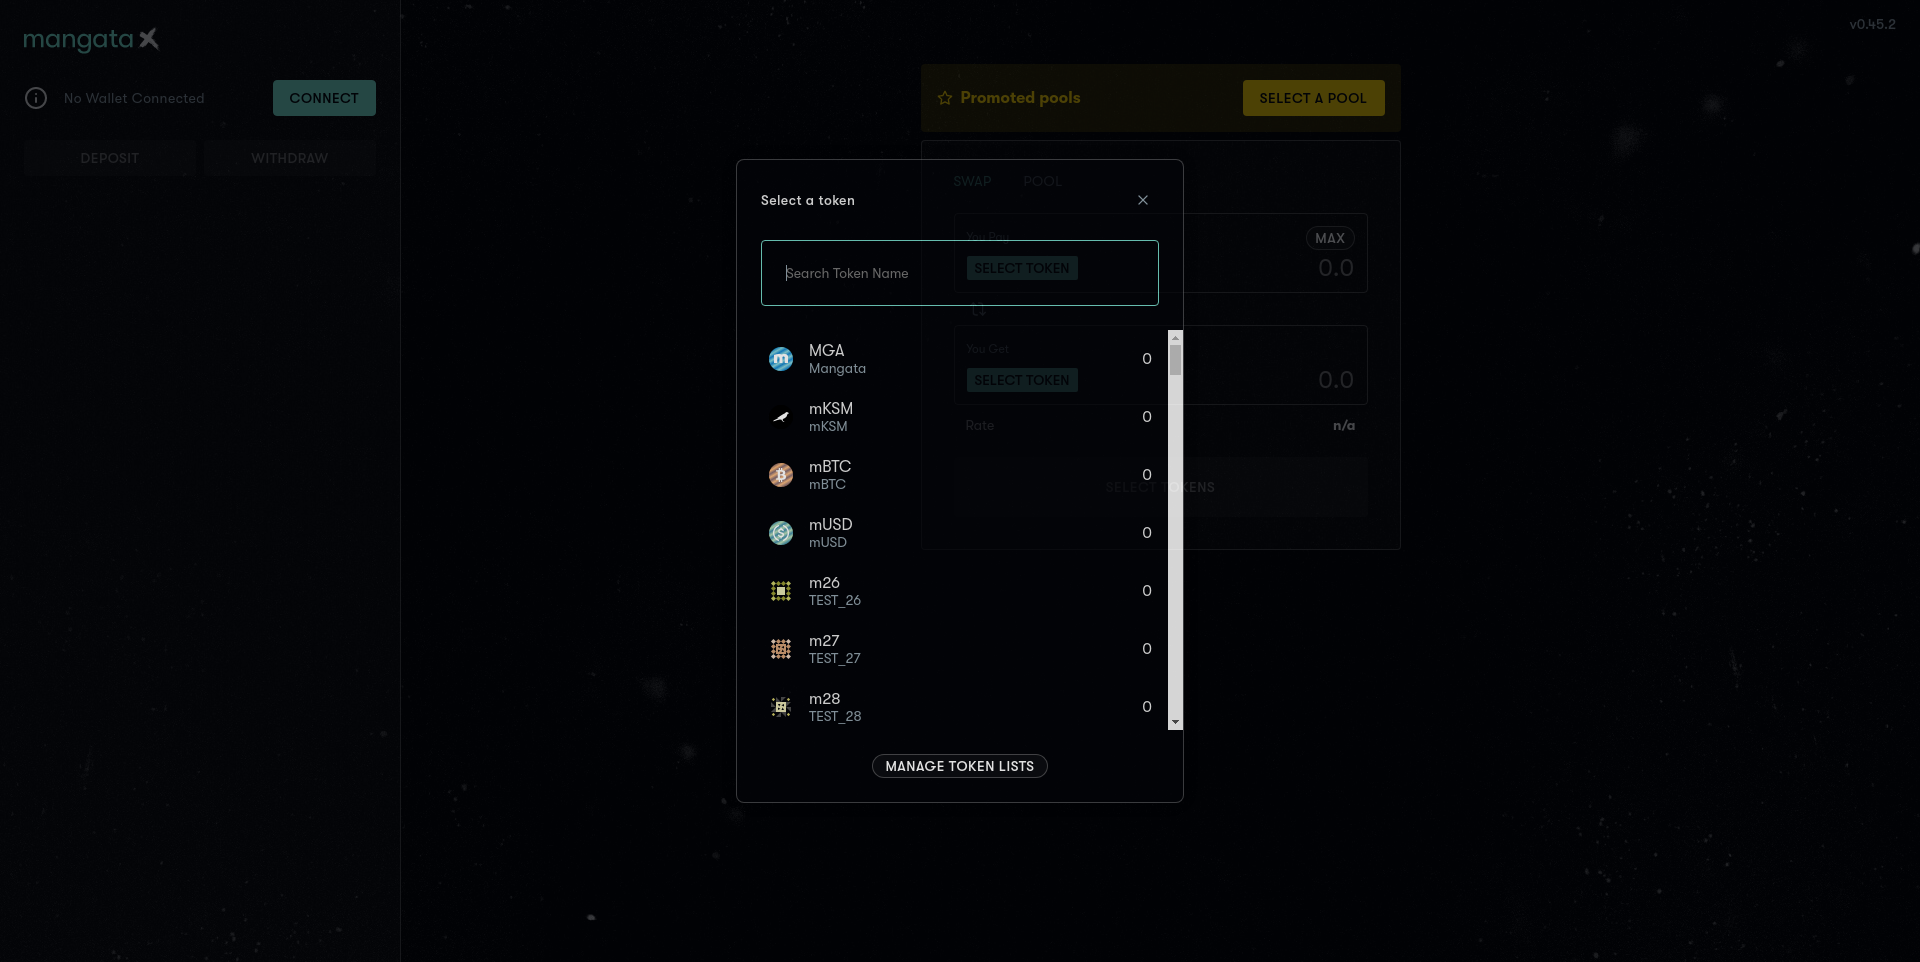 mangata X
v0.45.2
No Wallet Connected
CONNECT
DEPOSIT
WITHDRAW
Promoted pools
SELECT A POOL
SWAP
POOL
You Pay
MAX
SELECT TOKEN
0.0
You Get
SELECT TOKEN
0.0
Rate
n/a
SELECT TOKENS
Select a token
Search Token Name
MGA
Mangata
0
mKSM
mKSM
0
mBTC
mBTC
0
mUSD
mUSD
0
m26
TEST_26
0
m27
TEST_27
0
m28
TEST_28
0
MANAGE TOKEN LISTS